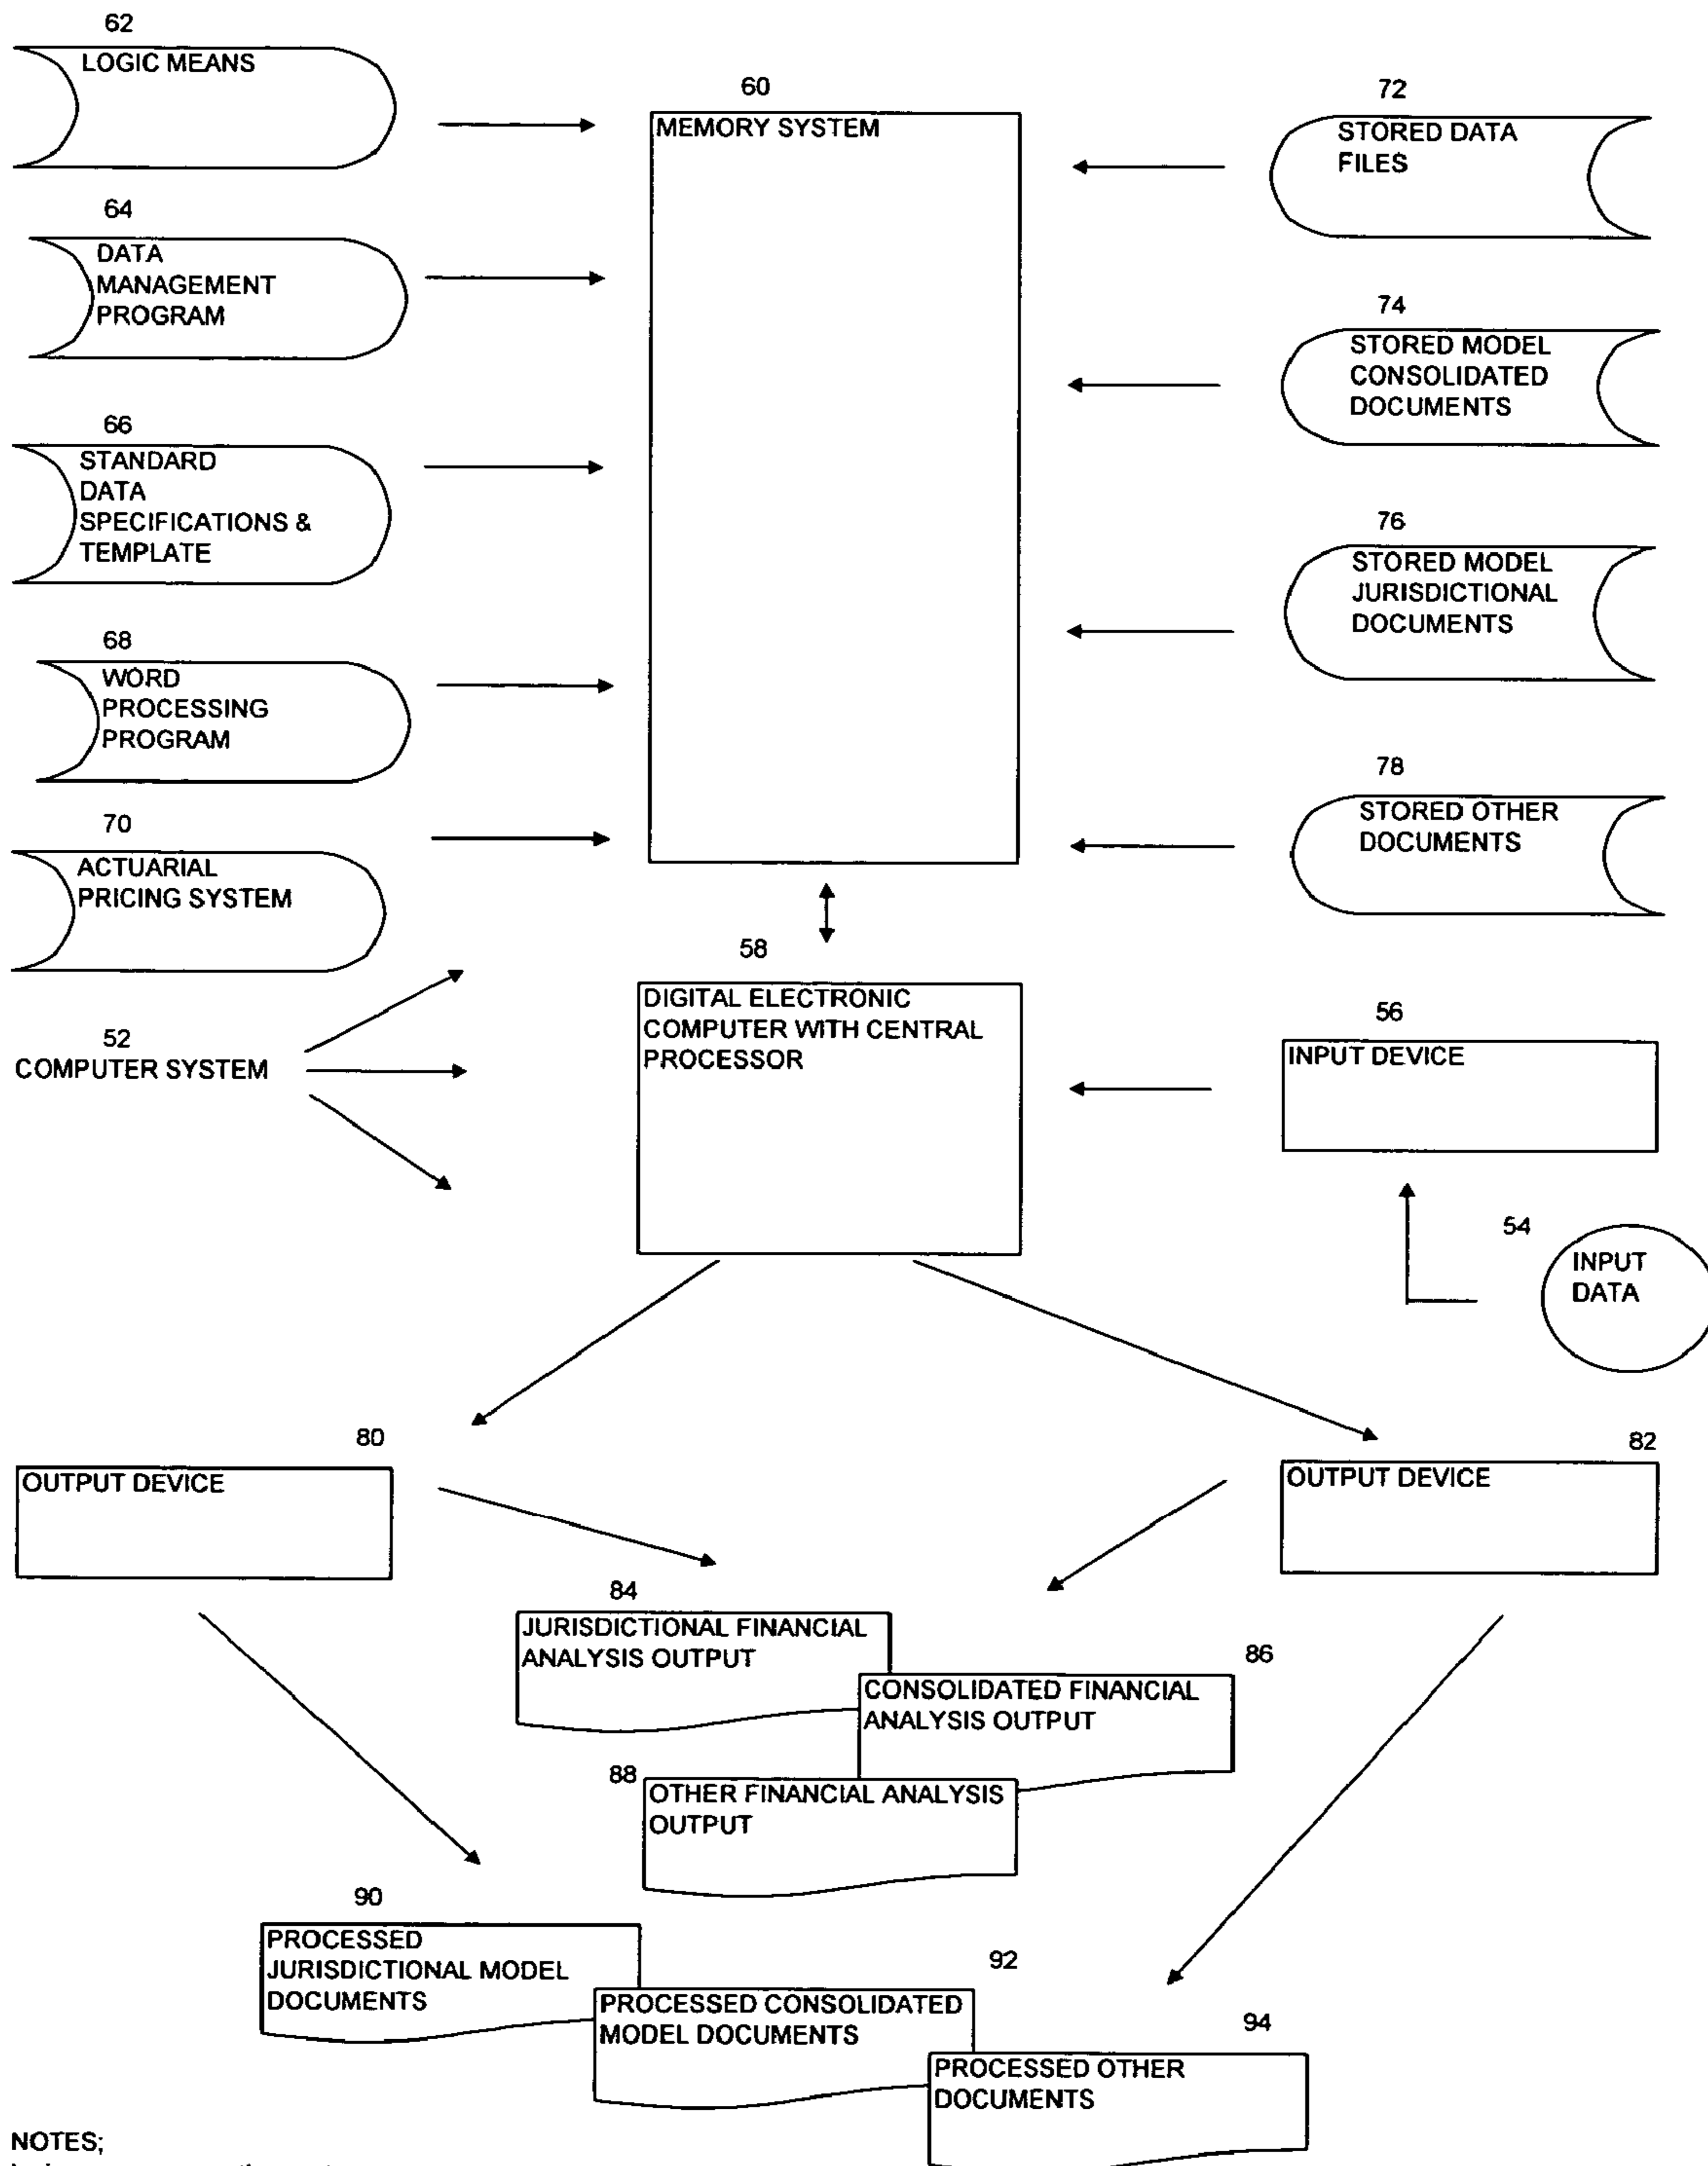 62
LOGIC MEANS
60
MEMORY SYSTEM
72
STORED DATA
FILES
64
DATA
MANAGEMENT
PROGRAM
74
STORED MODEL
CONSOLIDATED
DOCUMENTS
66
STANDARD
DATA
SPECIFICATIONS &
TEMPLATE
76
STORED MODEL
JURISDICTIONAL
DOCUMENTS
68
WORD
PROCESSING
PROGRAM
78
STORED OTHER
DOCUMENTS
70
ACTUARIAL
PRICING SYSTEM
58
DIGITAL ELECTRONIC
COMPUTER WITH CENTRAL
PROCESSOR
52
COMPUTER SYSTEM
56
INPUT DEVICE
54
INPUT
DATA
80
OUTPUT DEVICE
82
OUTPUT DEVICE
84
JURISDICTIONAL FINANCIAL
ANALYSIS OUTPUT
86
CONSOLIDATED FINANCIAL
ANALYSIS OUTPUT
88
OTHER FINANCIAL ANALYSIS
OUTPUT
90
PROCESSED
JURISDICTIONAL MODEL
DOCUMENTS
92
PROCESSED CONSOLIDATED
MODEL DOCUMENTS
94
PROCESSED OTHER
DOCUMENTS
NOTES;